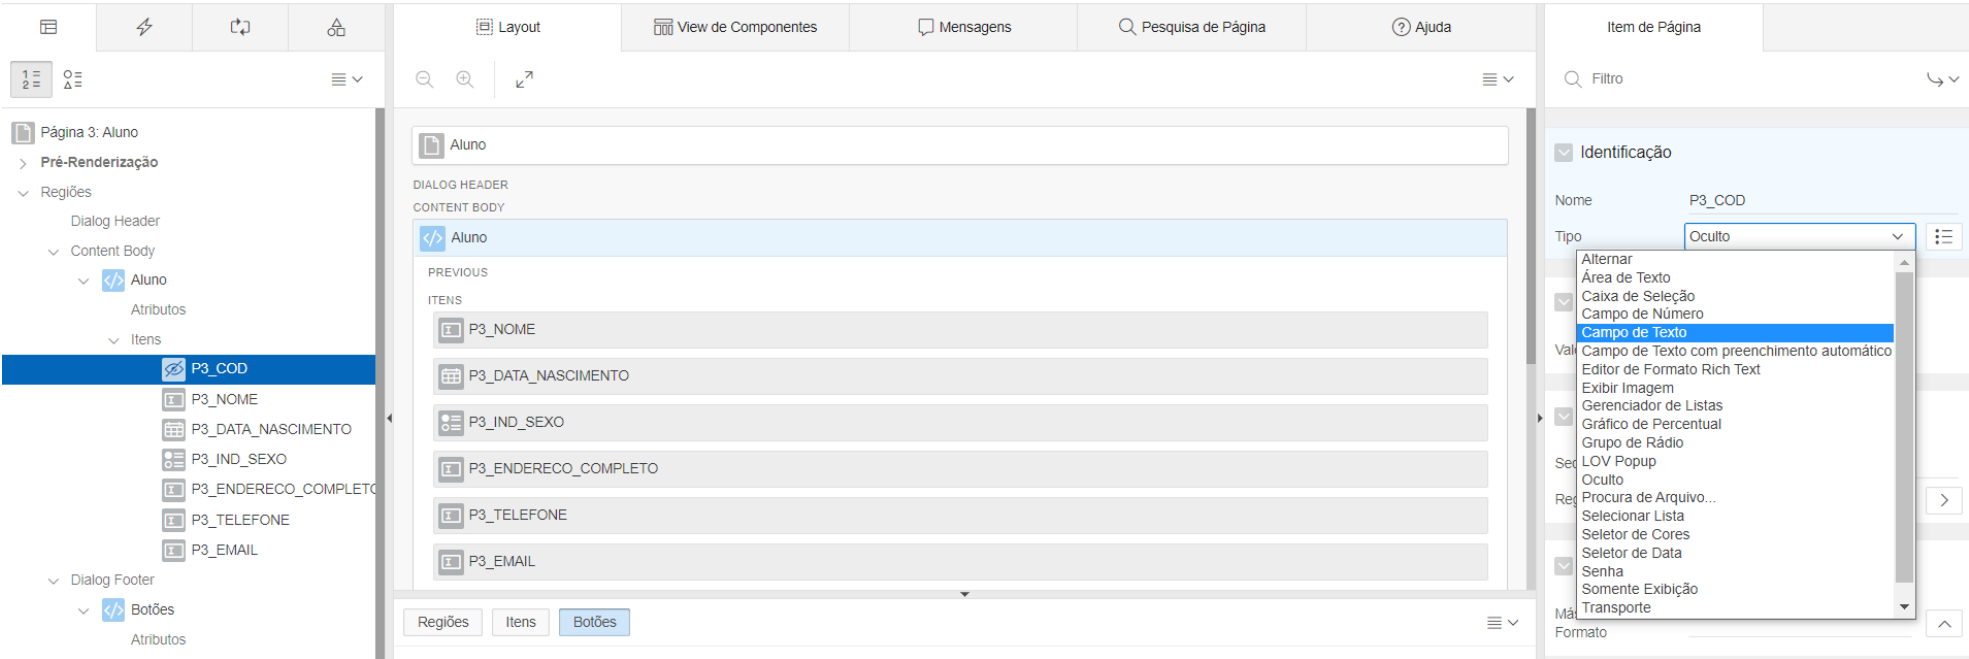 Layout
View de Componentes
Mensagens
Pesquisa de Página
Ajuda
Item de Página
Filtro
Página 3: Aluno
Pré-Renderização
Regiões
Dialog Header
Content Body
Aluno
Atributos
Itens
P3_COD
P3_NOME
P3_DATA_NASCIMENTO
P3_IND_SEXO
P3_ENDERECO_COMPLETO
P3_TELEFONE
P3_EMAIL
Dialog Footer
Botões
Atributos
Aluno
DIALOG HEADER
CONTENT BODY
Aluno
PREVIOUS
ITENS
P3_NOME
P3_DATA_NASCIMENTO
P3_IND_SEXO
P3_ENDERECO_COMPLETO
P3_TELEFONE
P3_EMAIL
Regiões
Itens
Botões
Identificação
Nome P3_COD
Tipo Oculto
Alternar
Área de Texto
Caixa de Seleção
Campo de Número
Campo de Texto
Campo de Texto com preenchimento automático
Editor de Formato Rich Text
Exibir Imagem
Gerenciador de Listas
Gráfico de Percentual
Grupo de Rádio
LOV Popup
Oculto
Procura de Arquivo...
Selecionar Lista
Seletor de Cores
Seletor de Data
Senha
Somente Exibição
Transporte
Formato